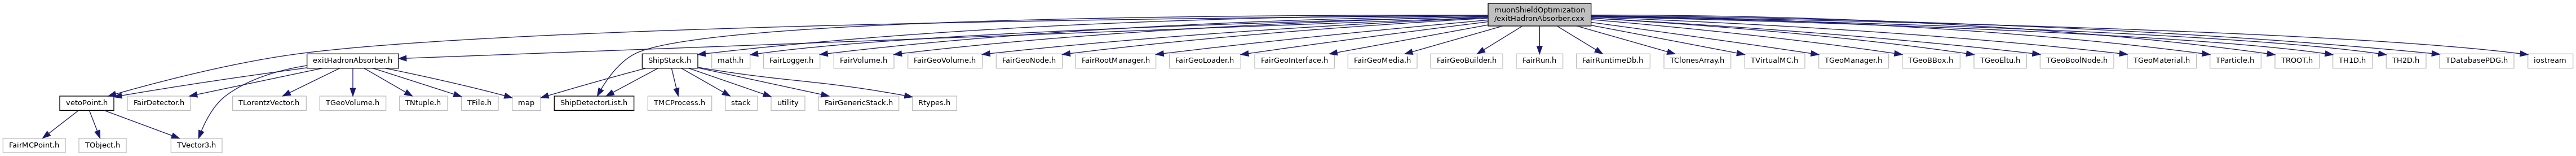 muonShieldOptimization
/exitHadronAbsorber.cxx
exitHadronAbsorber.h
ShipStack.h
math.h
FairLogger.h
FairVolume.h
FairGeoVolume.h
FairGeoNode.h
FairRootManager.h
FairGeoLoader.h
FairGeoInterface.h
FairGeoMedia.h
FairGeoBuilder.h
FairRun.h
FairRuntimeDb.h
TClonesArray.h
TVirtualMC.h
TGeoManager.h
TGeoBBox.h
TGeoEltu.h
TGeoBoolNode.h
TGeoMaterial.h
TParticle.h
TROOT.h
TH1D.h
TH2D.h
TDatabasePDG.h
iostream
vetoPoint.h
FairDetector.h
TLorentzVector.h
TGeoVolume.h
TNtuple.h
TFile.h
map
ShipDetectorList.h
TMCProcess.h
stack
utility
FairGenericStack.h
Rtypes.h
FairMCPoint.h
TObject.h
TVector3.h